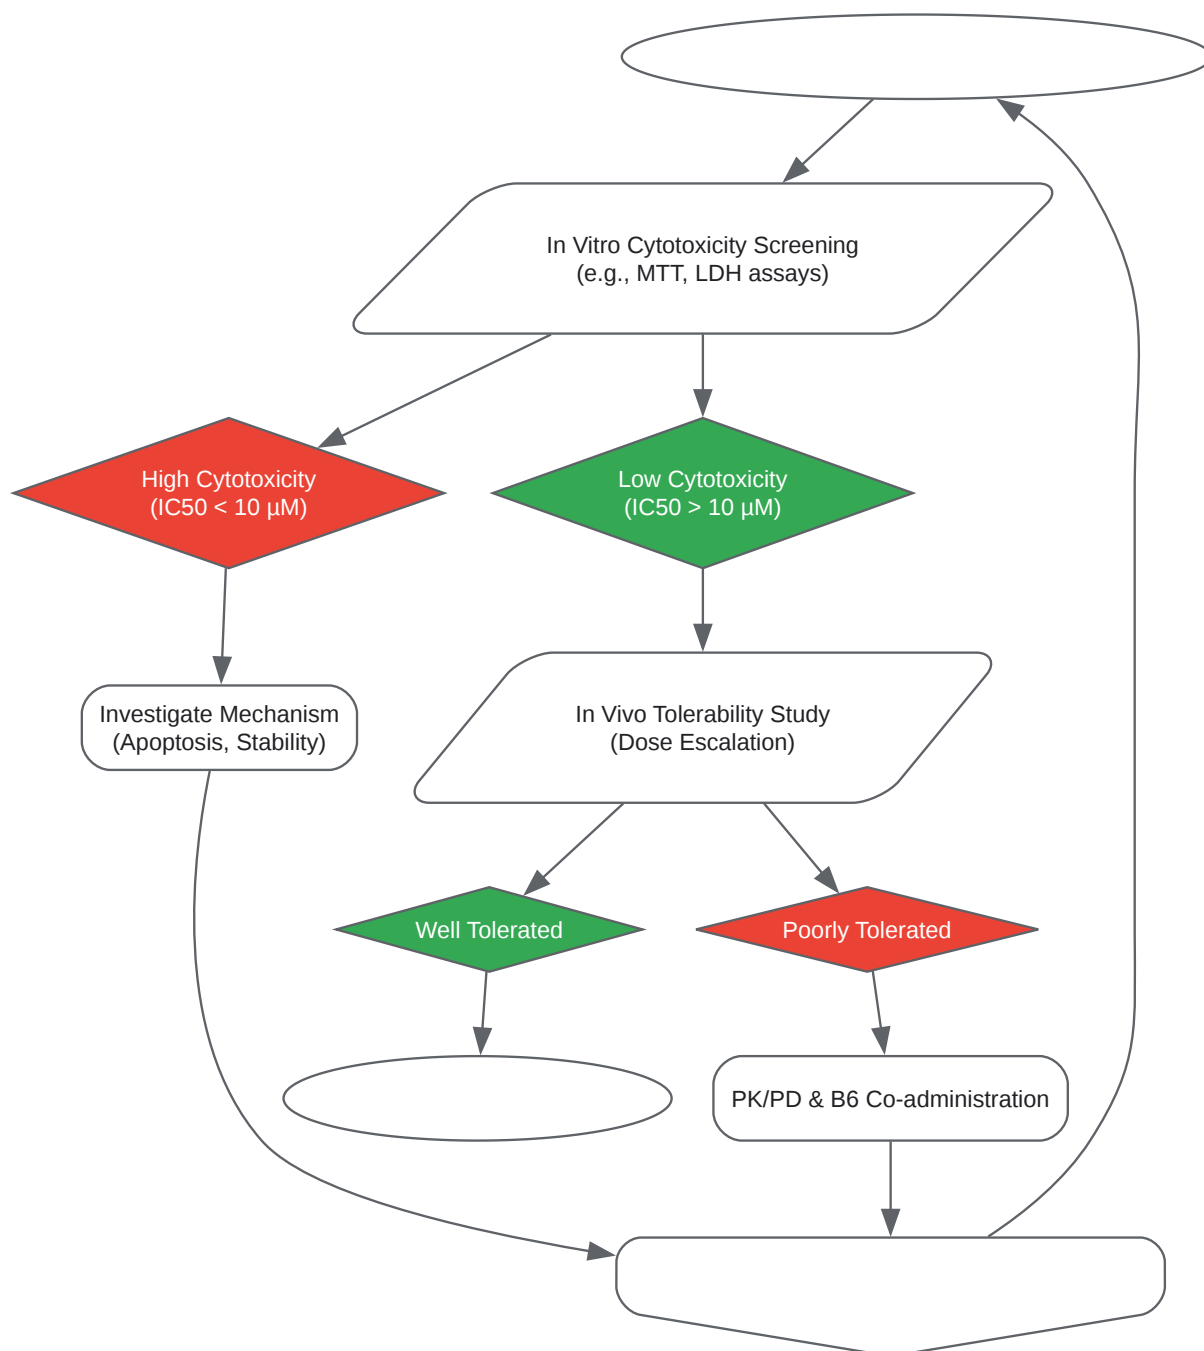 In Vitro Cytotoxicity Screening
(e.g., MTT, LDH assays)
High Cytotoxicity
(IC50 < 10 µM)
Low Cytotoxicity
(IC50 > 10 µM)
Investigate Mechanism
(Apoptosis, Stability)
In Vivo Tolerability Study
(Dose Escalation)
Well Tolerated
Poorly Tolerated
PK/PD & B6 Co-administration